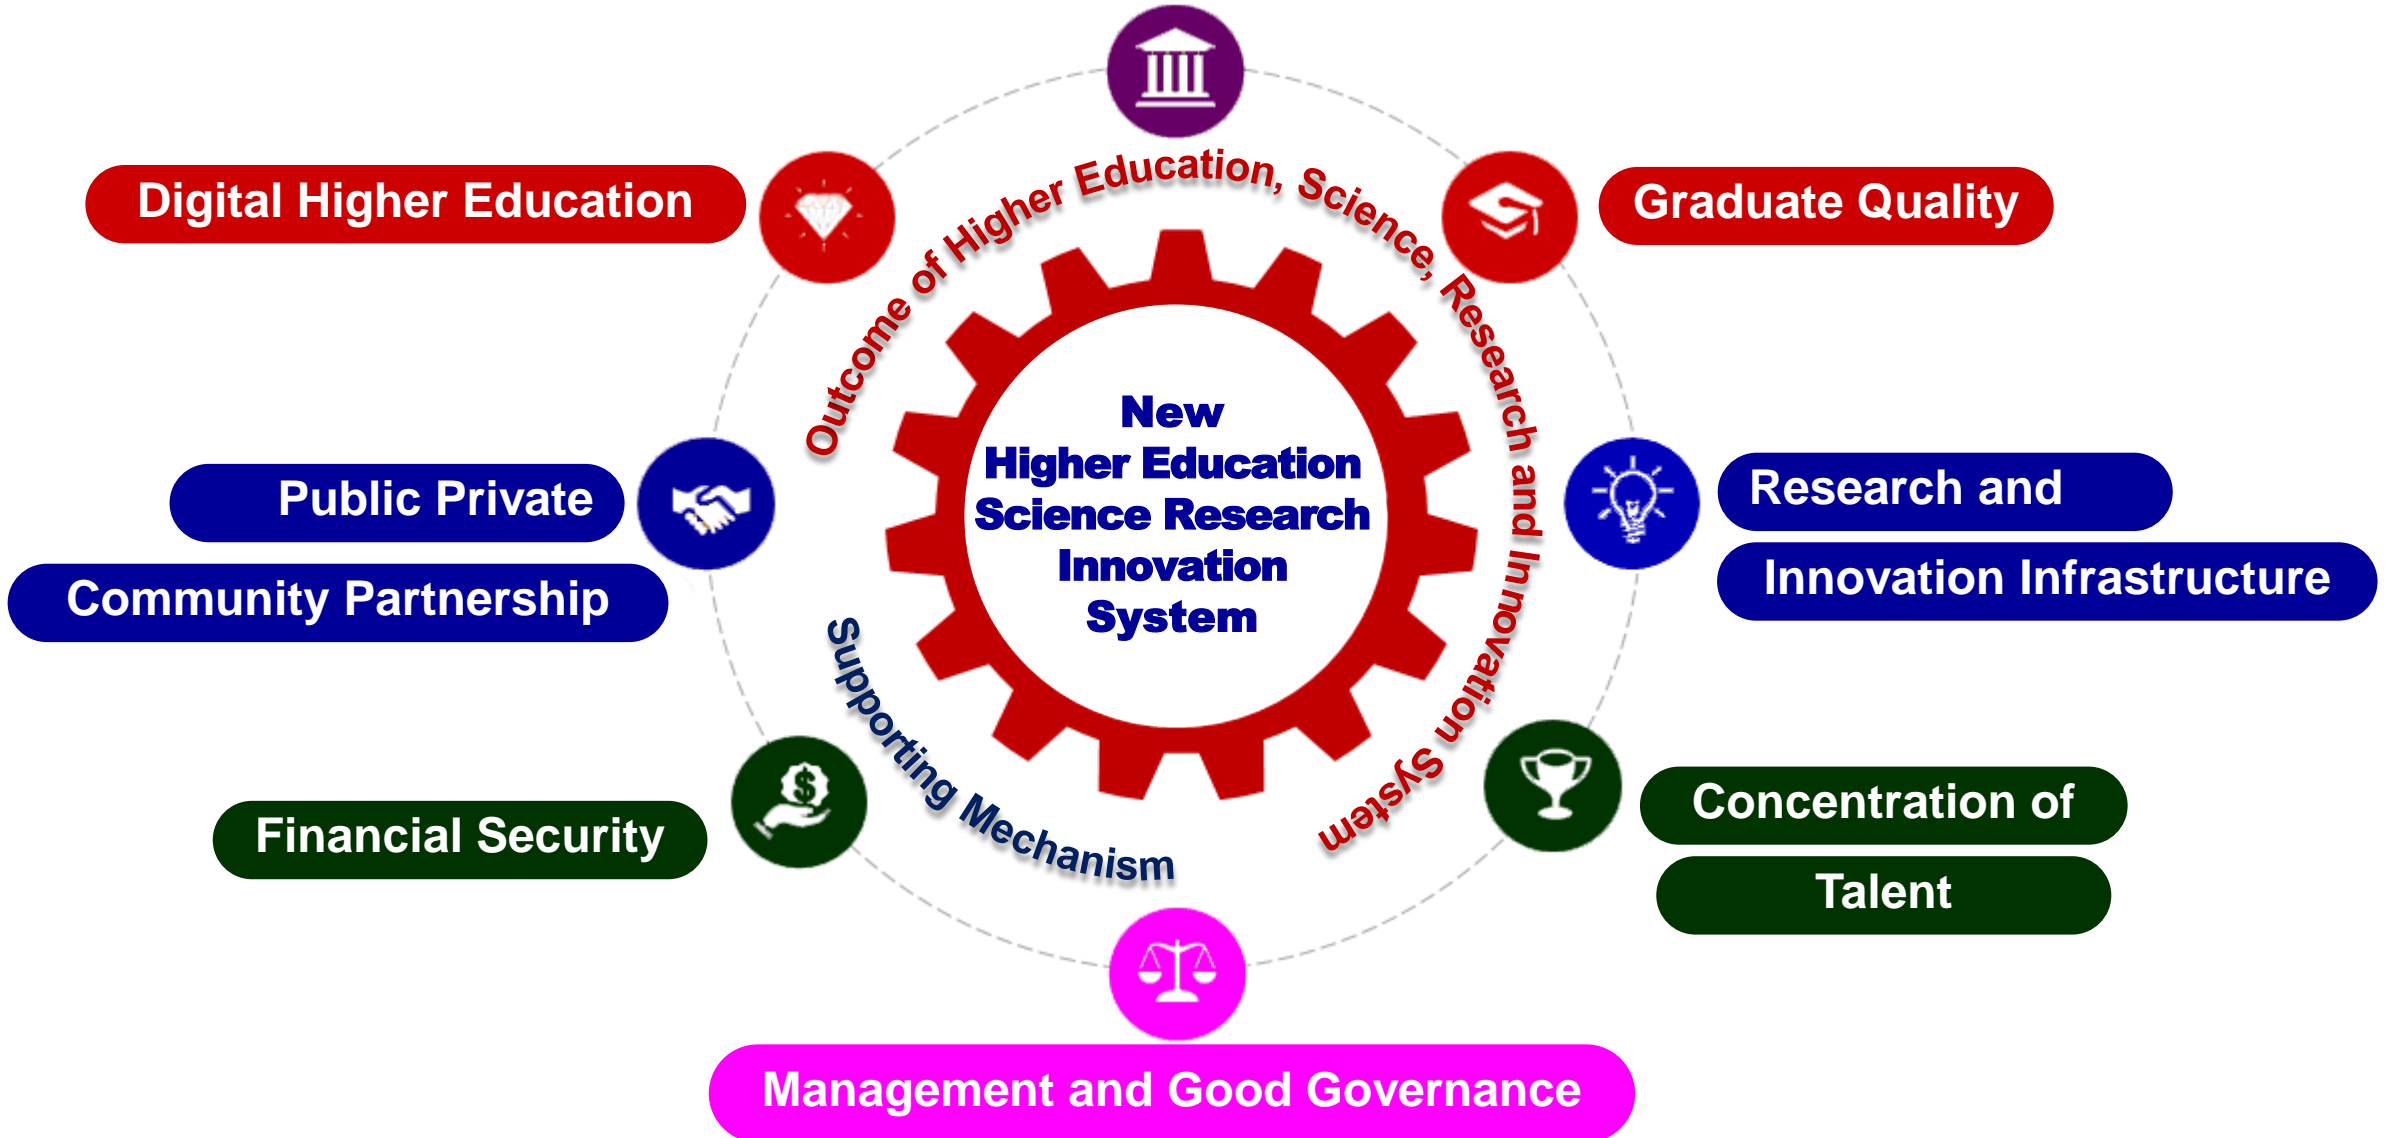 Outcome of Higher Education, Science, Research and Innovation System
Digital Higher Education
Graduate Quality
New
Higher Education
Science Research
Innovation
System
Public Private
Community Partnership
Research and
Innovation Infrastructure
Supporting Mechanism
$
Financial Security
Concentration of
Talent
Management and Good Governance